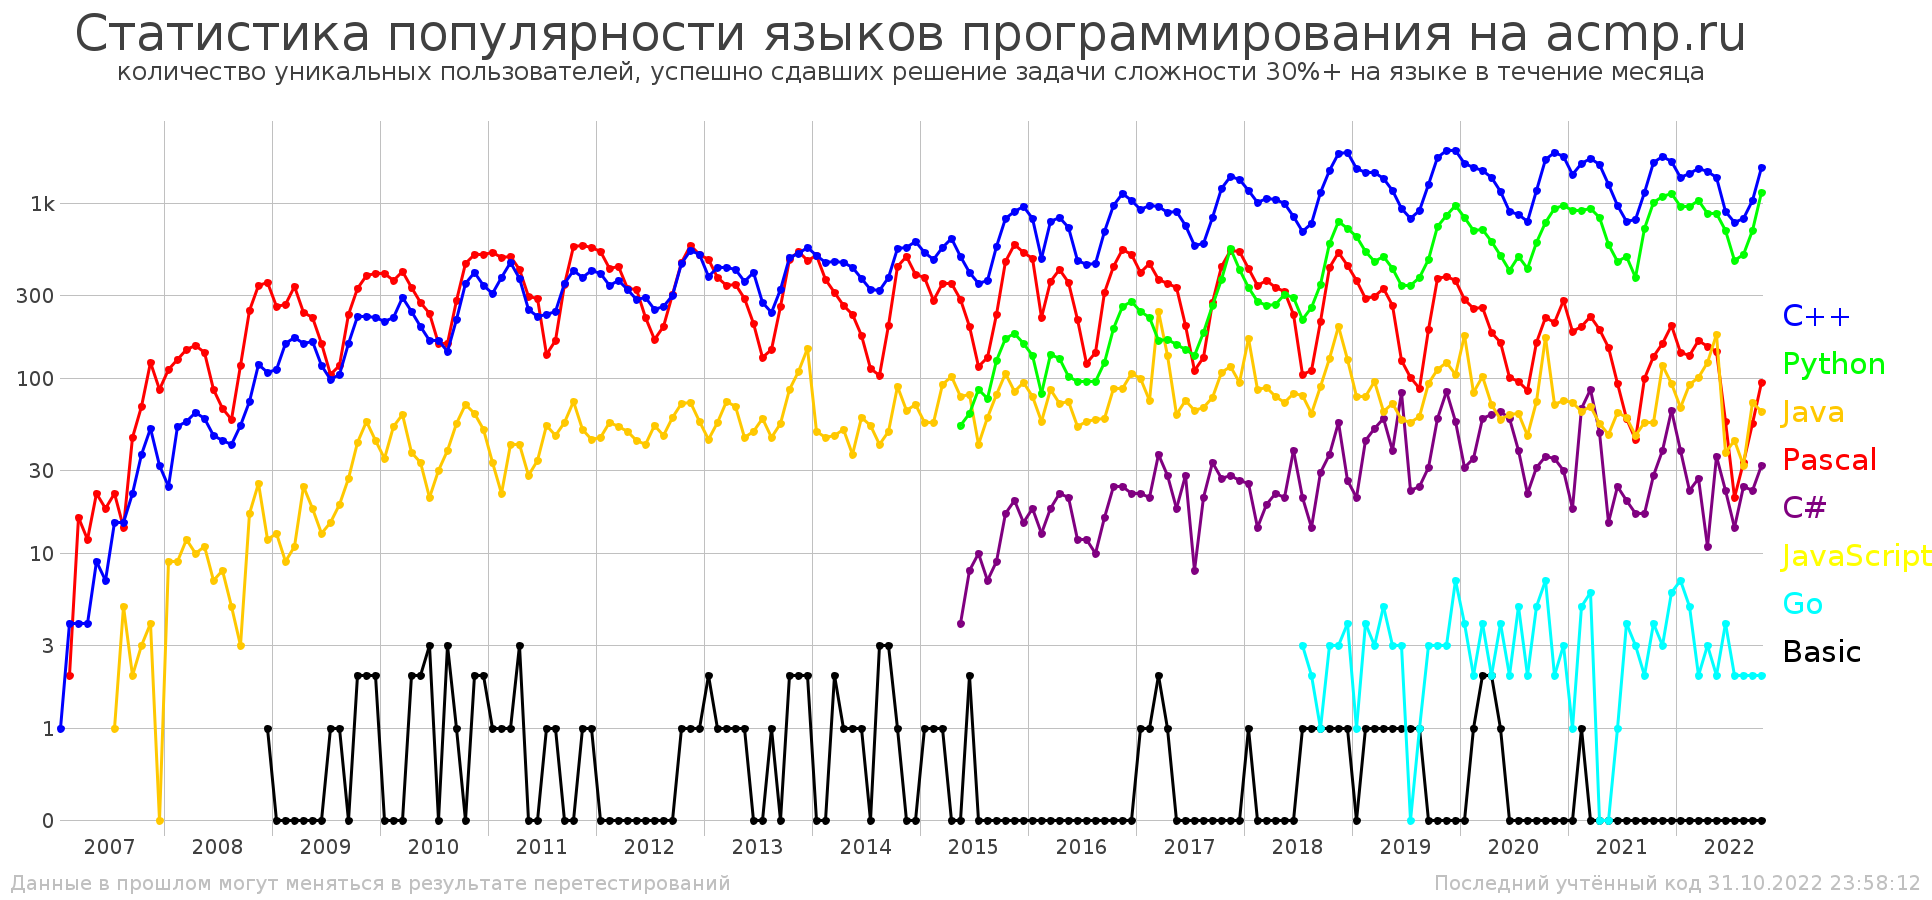 Статистика популярности языков программирования на acmp.ru
количество уникальных пользователей, успешно сдавших решение задачи сложности 30%+ на языке в течение месяца
1k
300
100
30
10
3
1
0
C++
Python
Java
Pascal
C#
JavaScript
Go
Basic
2007 2008 2009 2010 2011 2012 2013 2014 2015 2016 2017 2018 2019 2020 2021 2022
Данные в прошлом могут меняться в результате перетестирований
Последний учтённый код 31.10.2022 23:58:12